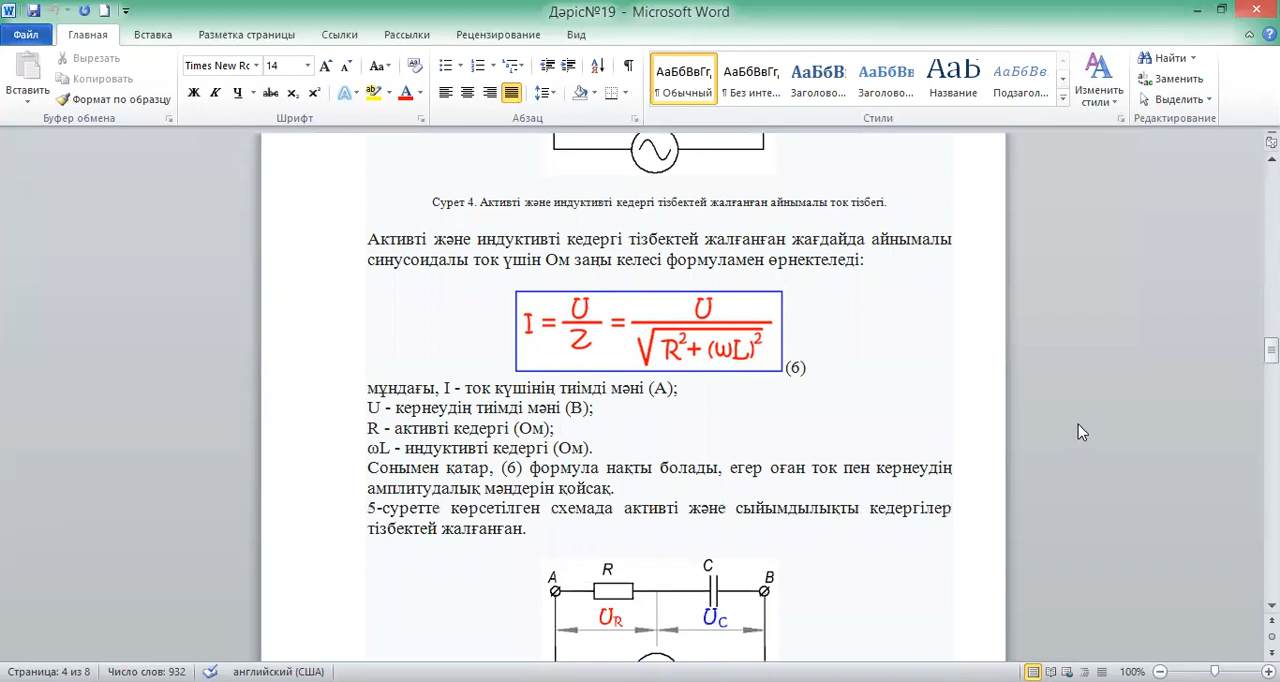 Дәріс№19 - Microsoft Word
Файл Главная Вставка Разметка страницы Ссылки Рассылки Рецензирование Вид
Вставить
Вырезать
Копировать
Формат по образцу
Буфер обмена
Times New Rc 14
Ж К Ч abc x₂ x² A A
Шрифт
Абзац
АаБбВвГг, АаБбВвГг, АаБбВ АаБбВв АаБбВ АаБбВв
¶ Обычный ¶ Без инте... Заголово... Заголово... Название Подзагол...
Стили
Изменить стили
Найти
Заменить
Выделить
Редактирование
Сурет 4. Активті және индуктивті кедергі тізбектей жалғанған айнымалы ток тізбегі.
Активті және индуктивті кедергі тізбектей жалғанған жағдайда айнымалы
синусоидалы ток үшін Ом заңы келесі формуламен өрнектеледі:
I = U/Z = U/√(R²+(ωL)²) (6)
мұндағы, I - ток күшінің тиімді мәні (А);
U - кернеудің тиімді мәні (В);
R - активті кедергі (Ом);
ωL - индуктивті кедергі (Ом).
Сонымен қатар, (6) формула нақты болады, егер оған ток пен кернеудің
амплитудалық мәндерін қойсақ.
5-суретте көрсетілген схемада активті және сыйымдылықты кедергілер
тізбектей жалғанған.
A R C B
U_R U_C
Страница: 4 из 8 Число слов: 932 английский (США) 100%